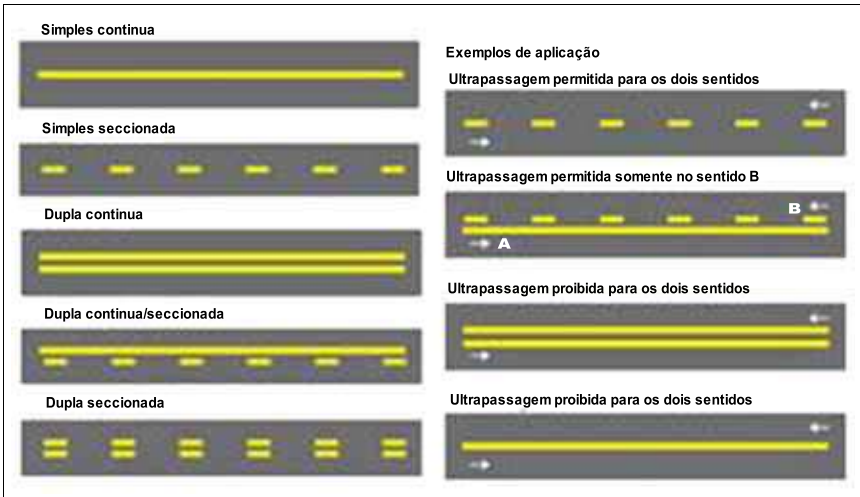 Simples continua
Simples seccionada
Dupla continua
Dupla continua/seccionada
Dupla seccionada
Exemplos de aplicação
Ultrapassagem permitida para os dois sentidos
Ultrapassagem permitida somente no sentido B
B
A
Ultrapassagem proibida para os dois sentidos
Ultrapassagem proibida para os dois sentidos